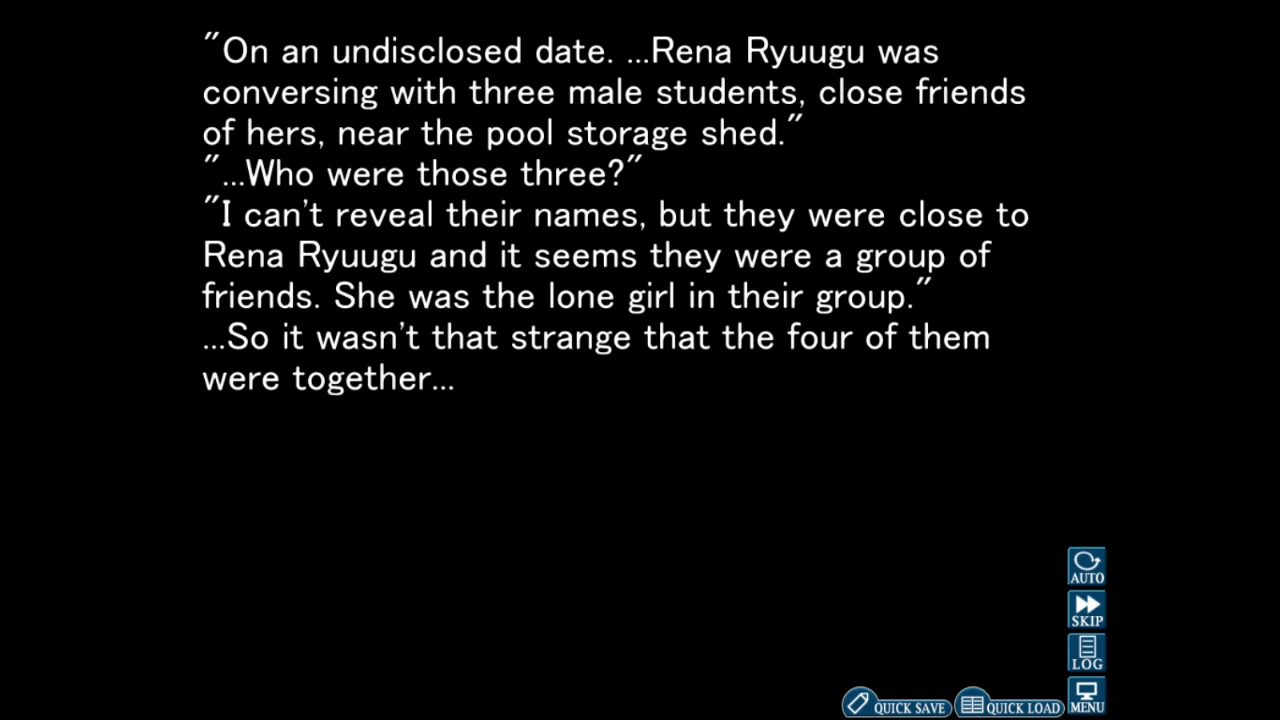 "On an undisclosed date. ...Rena Ryuugu was
conversing with three male students, close friends
of hers, near the pool storage shed."
"...Who were those three?"
"I can't reveal their names, but they were close to
Rena Ryuugu and it seems they were a group of
friends. She was the lone girl in their group."
...So it wasn't that strange that the four of them
were together...
AUTO
SKIP
LOG
QUICK SAVE QUICK LOAD MENU